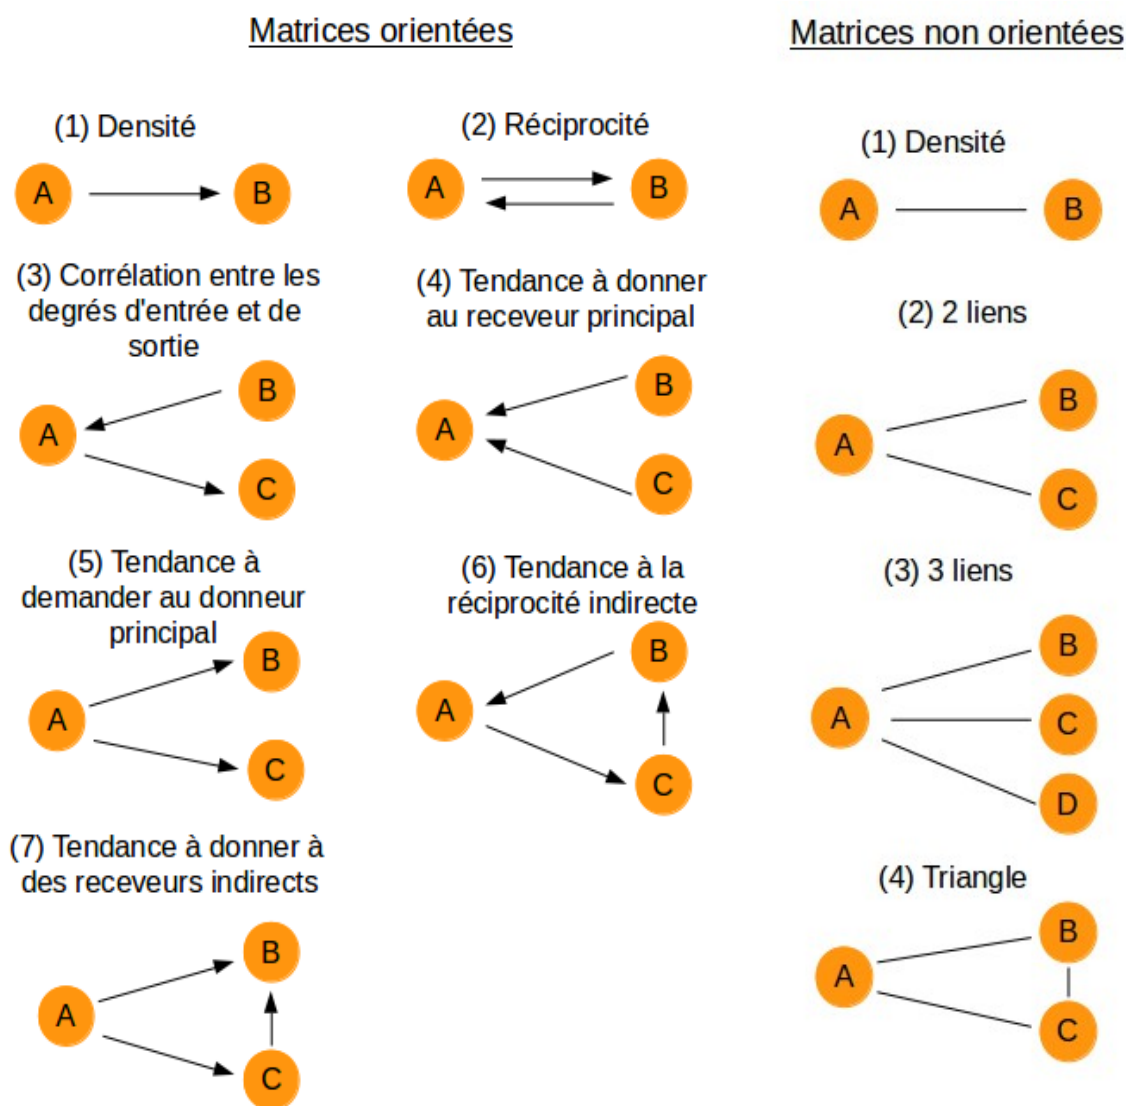 Matrices orientées
(1) Densité
A
B
(2) Réciprocité
A
B
(3) Corrélation entre les
degrés d'entrée et de
sortie
A
B
C
(4) Tendance à donner
au receveur principal
A
B
C
(5) Tendance à
demander au donneur
principal
A
B
C
(6) Tendance à la
réciprocité indirecte
A
B
C
(7) Tendance à donner à
des receveurs indirects
A
B
C
Matrices non orientées
(1) Densité
A
B
(2) 2 liens
A
B
C
(3) 3 liens
A
B
C
D
(4) Triangle
A
B
C